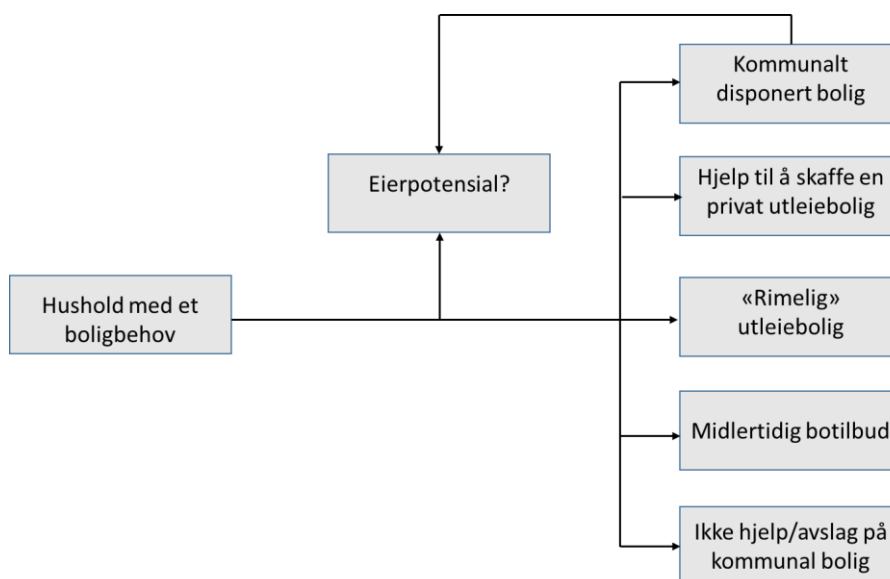 Kommunalt
disponert bolig
Eierpotensial?
Hjelp til å skaffe en
privat utleiebolig
Hushold med et
boligbehov
«Rimelig»
utleiebolig
Midlertidig botilbud
Ikke hjelp/avslag på
kommunal bolig